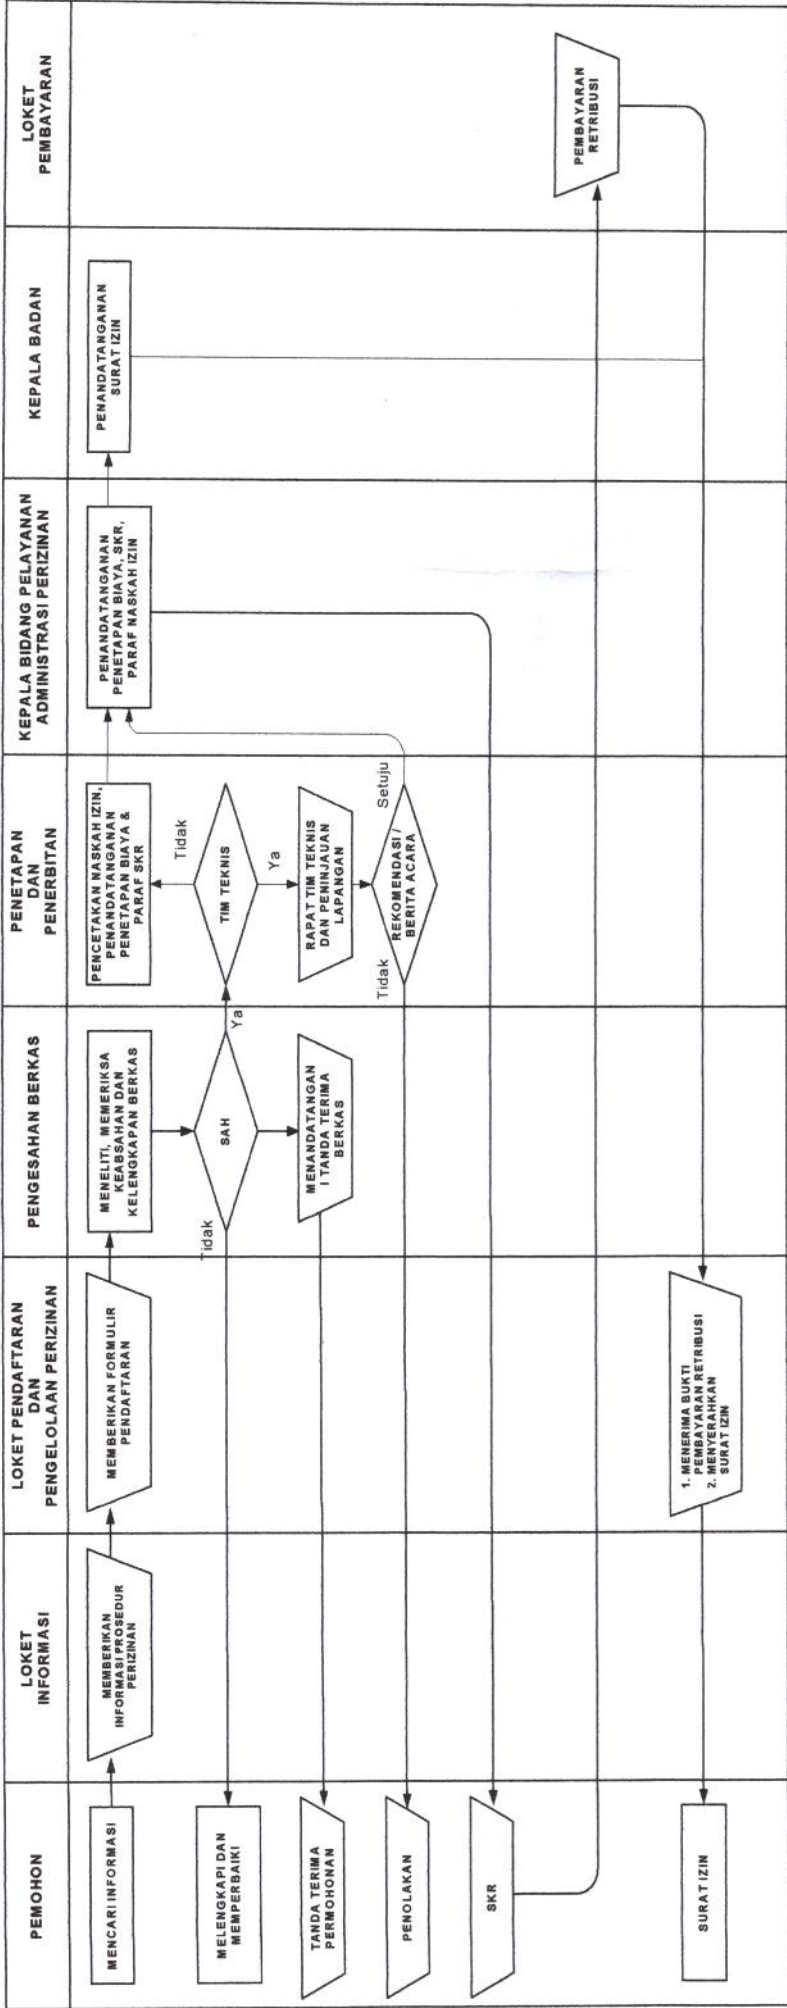 PEMOHON
LOKET
INFORMASI
LOKET PENDAFTARAN
DAN
PENGELOLAAN PERIZINAN
PENGESAHAN BERKAS
PENETAPAN
DAN
PENERBITAN
KEPALA BIDANG PELAYANAN
ADMINISTRASI PERIZINAN
KEPALA BADAN
LOKET
PEMBAYARAN
MENCARI INFORMASI
MEMBERIKAN
INFORMASI PROSEDUR
PERIZINAN
MEMBERIKAN FORMULIR
PENDAFTARAN
MENELITI, MEMERIKSA
KEABSAHAN DAN
KELENGKAPAN BERKAS
PENCETAKAN NASKAH IZIN,
PENANDATANGANAN
PENETAPAN BIAYA &
PARAF SKR
PENANDATANGANAN
PENETAPAN BIAYA, SKR,
PARAF NASKAH IZIN
PENANDATANGANAN
SURAT IZIN
Tidak
MELENGKAPI DAN
MEMPERBAIKI
Tidak
SAH
Ya
TIM TEKNIS
Ya
TANDA TERIMA
PERMOHONAN
MENANDATANGAN
I TANDA TERIMA
BERKAS
RAPAT TIM TEKNIS
DAN PENINJAUAN
LAPANGAN
PENOLAKAN
Tidak
REKOMENDASI /
BERITA ACARA
Setuju
SKR
PEMBAYARAN
RETRIBUSI
SURAT IZIN
1. MENERIMA BUKTI
PEMBAYARAN RETRIBUSI
2. MENYERAHKAN
SURAT IZIN